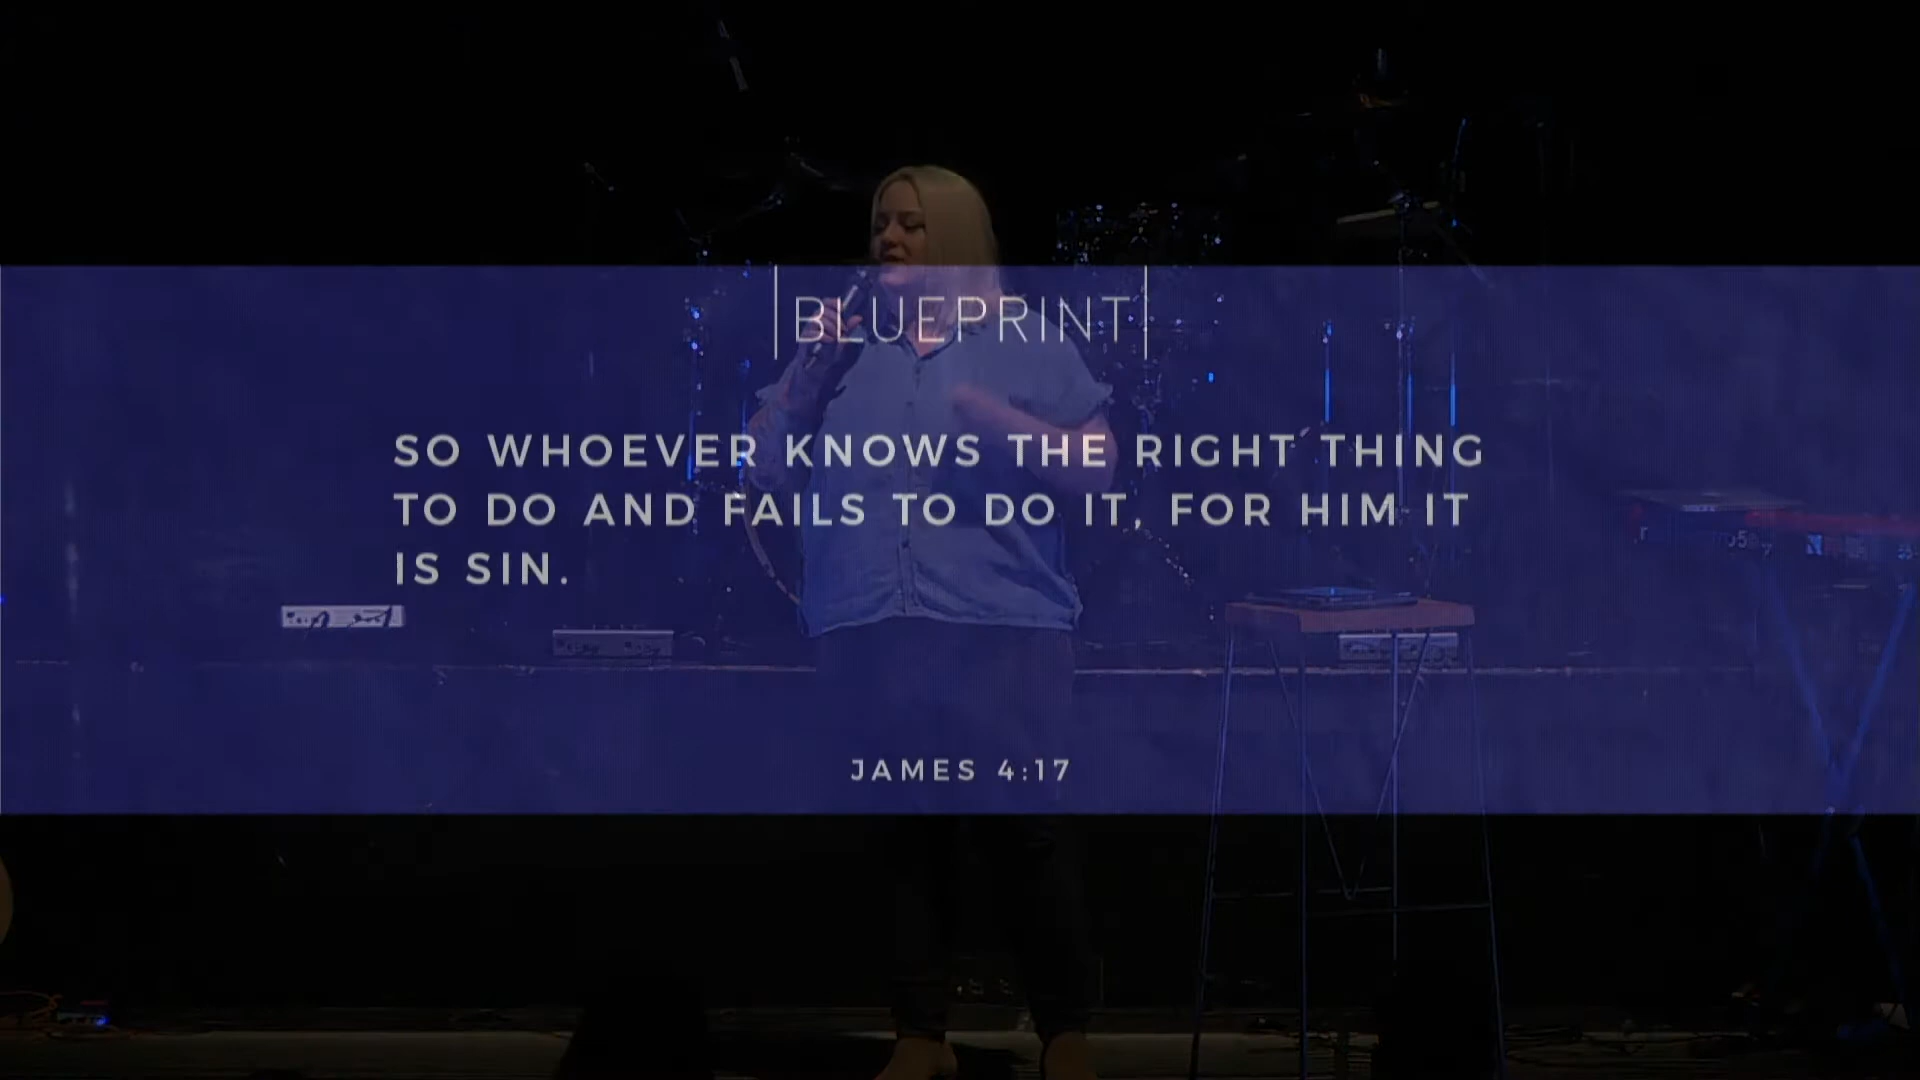 |BLUEPRINT|
SO WHOEVER KNOWS THE RIGHT THING
TO DO AND FAILS TO DO IT, FOR HIM IT
IS SIN.
JAMES 4:17